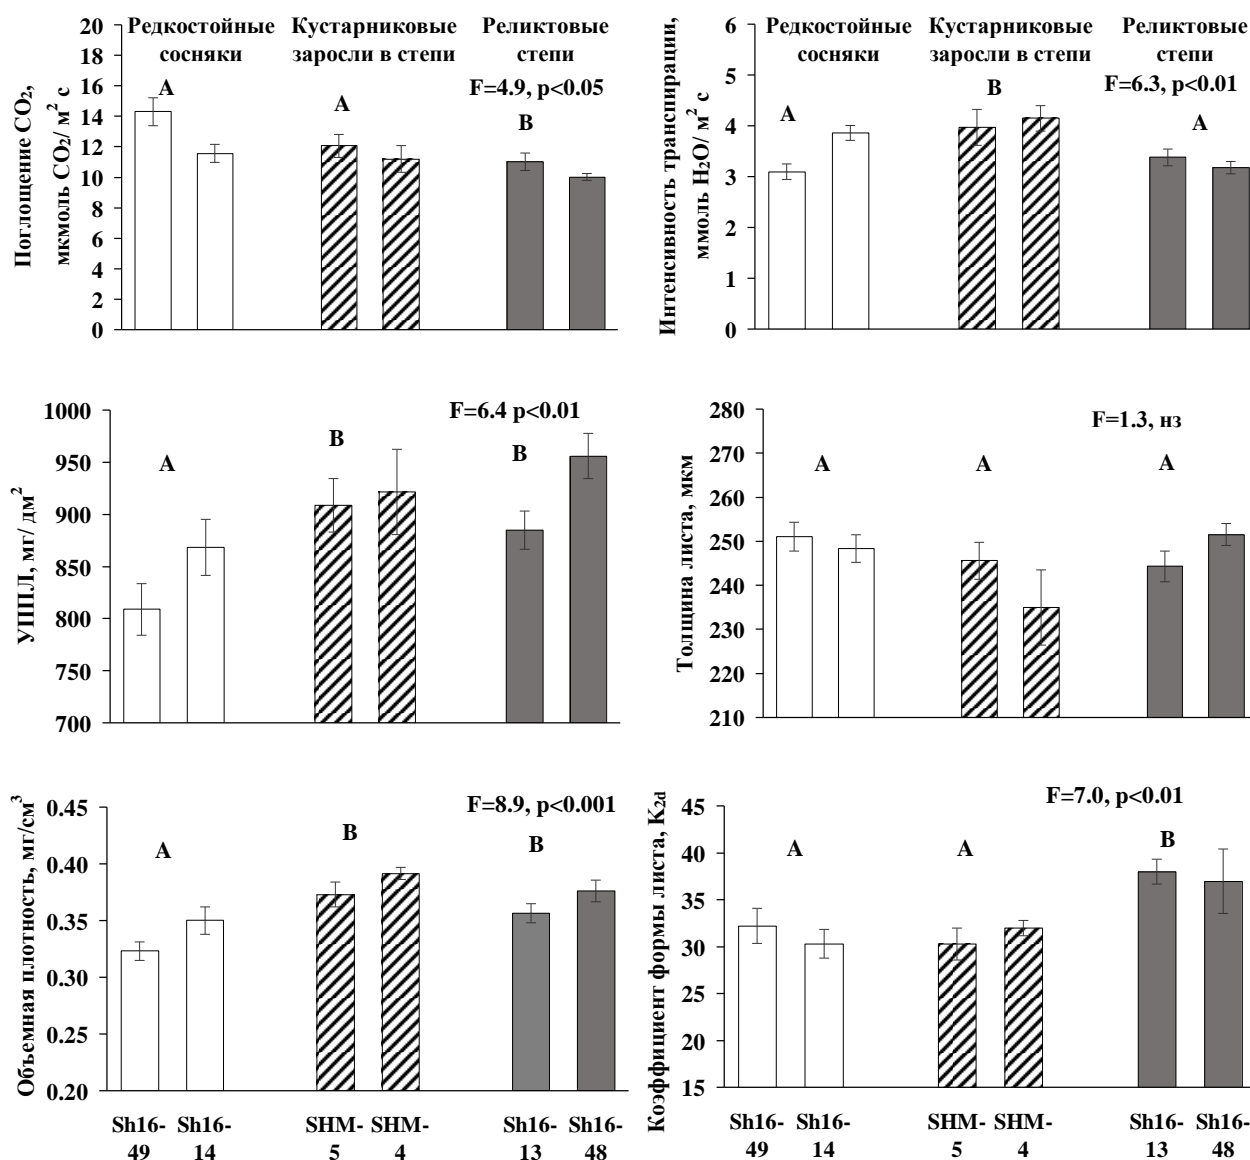 Поглощение CO₂,
мкмоль CO₂/ м² с
20
18
16
14
12
10
8
6
4
2
0
Редкостойные
сосняки
Кустарниковые
заросли в степи
Реликтовые
степи
F=4.9, p<0.05
A
A
B
Интенсивность транспирации,
ммоль H₂O/ м² с
6
5
4
3
2
1
0
Редкостойные
сосняки
Кустарниковые
заросли в степи
Реликтовые
степи
F=6.3, p<0.01
A
B
A
УППЛ, мг/ дм²
1000
950
900
850
800
750
700
F=6.4 p<0.01
A
B
B
Толщина листа, мкм
280
270
260
250
240
230
220
210
F=1.3, нз
A
A
A
Объемная плотность, мг/см³
0.45
0.40
0.35
0.30
0.25
0.20
F=8.9, p<0.001
A
B
B
Sh16-
49
Sh16-
14
SHM-
5
SHM-
4
Sh16-
13
Sh16-
48
Коэффициент формы листа, K₂d
45
40
35
30
25
20
15
F=7.0, p<0.01
A
A
B
Sh16-
49
Sh16-
14
SHM-
5
SHM-
4
Sh16-
13
Sh16-
48